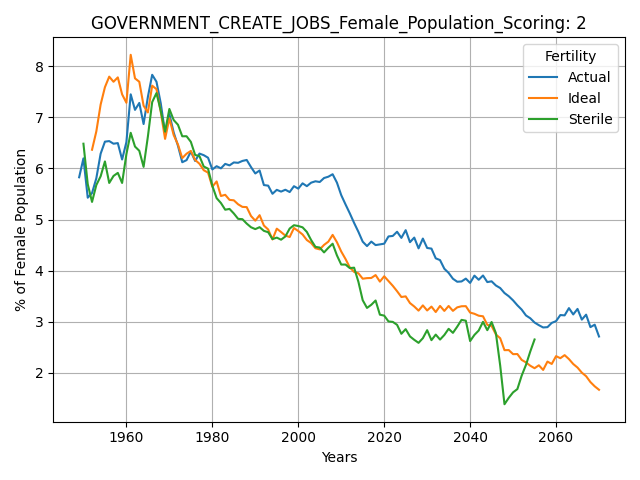 GOVERNMENT_CREATE_JOBS_Female_Population_Scoring: 2
% of Female Population
8
7
6
5
4
3
2
Fertility
Actual
Ideal
Sterile
1960 1980 2000 2020 2040 2060
Years